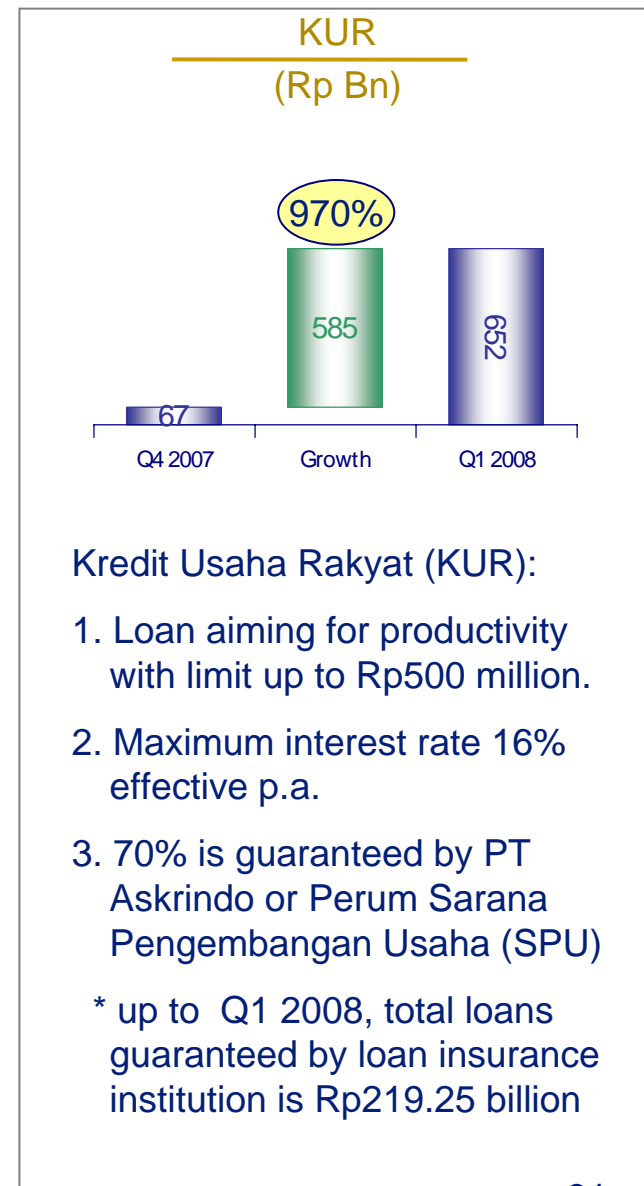 KUR
(Rp Bn)
970%
585
652
67
Q4 2007 Growth Q1 2008
Kredit Usaha Rakyat (KUR):
1. Loan aiming for productivity
with limit up to Rp500 million.
2. Maximum interest rate 16%
effective p.a.
3. 70% is guaranteed by PT
Askrindo or Perum Sarana
Pengembangan Usaha (SPU)
* up to Q1 2008, total loans
guaranteed by loan insurance
institution is Rp219.25 billion